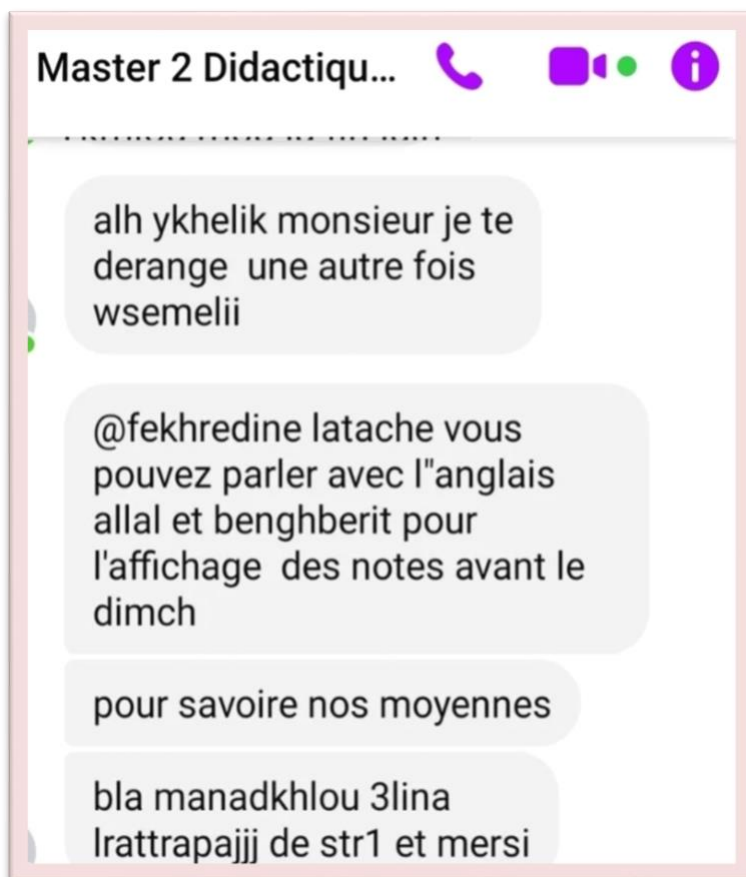 Master 2 Didactiqu...
alh ykhelik monsieur je te
derange une autre fois
wsemelii
@fekhredine latache vous
pouvez parler avec l"anglais
allal et benghberit pour
l'affichage des notes avant le
dimch
pour savoire nos moyennes
bla manadkhlou 3lina
lrattrapajjj de str1 et mersi